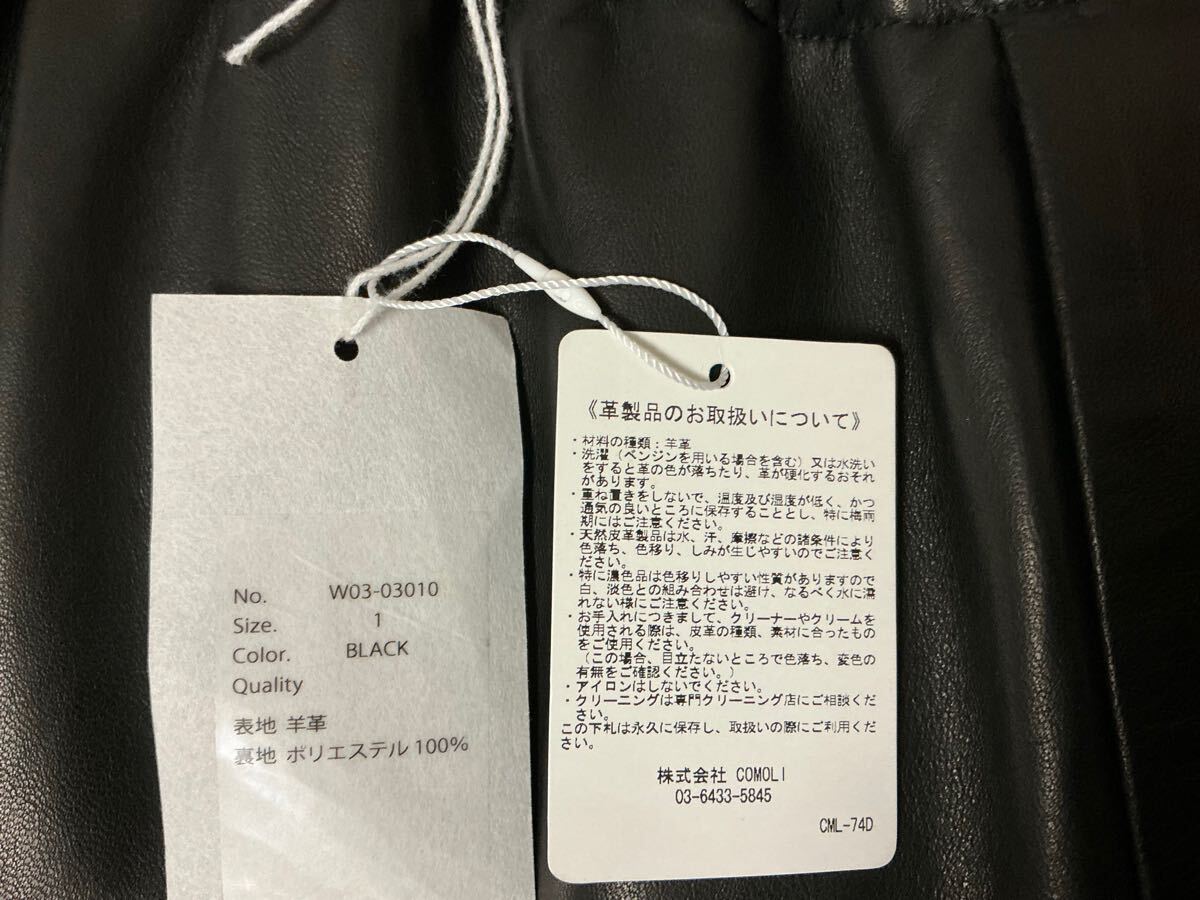 No. W03-03010
Size. 1
Color. BLACK
Quality
表地 羊革
裏地 ポリエステル 100%
《革製品のお取扱いについて》
・材料の種類：羊革
・洗濯（ベンジンを用いる場合を含む）又は水洗い
をすると革の色が落ちたり、革が硬化するおそれ
があります。
・重ね置きをしないで、温度及び湿度が低く、かつ
通気の良いところに保存することとし、特に梅雨
期にはご注意ください。
・天然皮革製品は水、汗、摩擦などの諸条件により
色落ち、色移り、しみが生じやすいのでご注意く
ださい。
・特に濃色品は色移りしやすい性質がありますので
白、淡色との組み合わせは避け、なるべく水に濡
れない様にご注意ください。
・お手入れにつきまして、クリーナーやクリームを
使用される際は、皮革の種類、素材に合ったもの
をご使用ください。
（この場合、目立たないところで色落ち、変色の
有無をご確認ください。）
・アイロンはしないでください。
・クリーニングは専門クリーニング店にご相談くだ
さい。
この下札は永久に保存し、取扱いの際にご利用くだ
さい。
株式会社 COMOLI
03-6433-5845
CML-74D